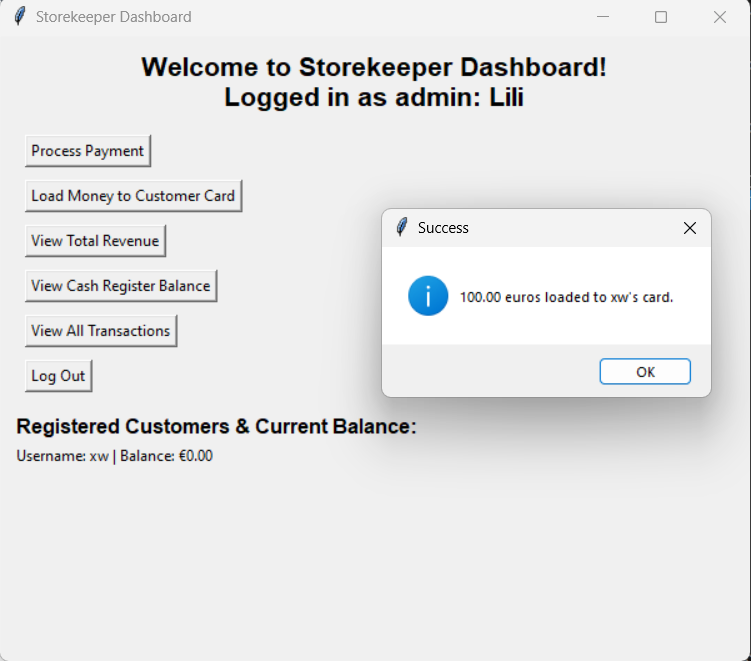 Storekeeper Dashboard
Welcome to Storekeeper Dashboard!
Logged in as admin: Lili
Process Payment
Load Money to Customer Card
View Total Revenue
View Cash Register Balance
View All Transactions
Log Out
Registered Customers & Current Balance:
Username: xw | Balance: €0.00
Success
100.00 euros loaded to xw's card.
OK